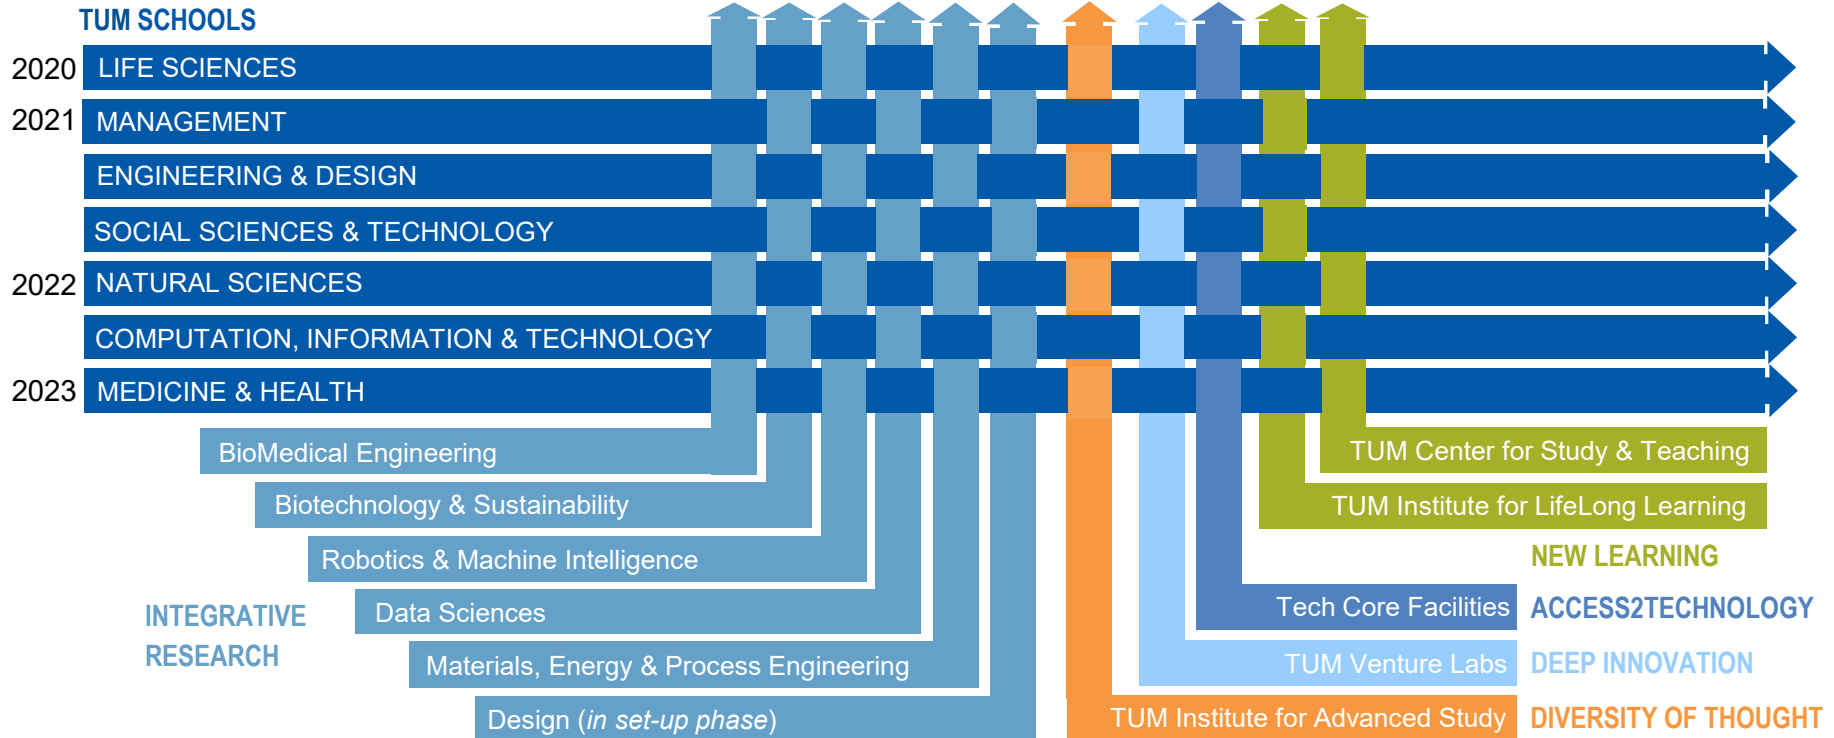 TUM SCHOOLS
2020 LIFE SCIENCES
2021 MANAGEMENT
ENGINEERING & DESIGN
SOCIAL SCIENCES & TECHNOLOGY
2022 NATURAL SCIENCES
COMPUTATION, INFORMATION & TECHNOLOGY
2023 MEDICINE & HEALTH
BioMedical Engineering
Biotechnology & Sustainability
Robotics & Machine Intelligence
Data Sciences
Materials, Energy & Process Engineering
Design (in set-up phase)
INTEGRATIVE
RESEARCH
TUM Center for Study & Teaching
TUM Institute for LifeLong Learning
NEW LEARNING
Tech Core Facilities ACCESS2TECHNOLOGY
TUM Venture Labs DEEP INNOVATION
TUM Institute for Advanced Study DIVERSITY OF THOUGHT